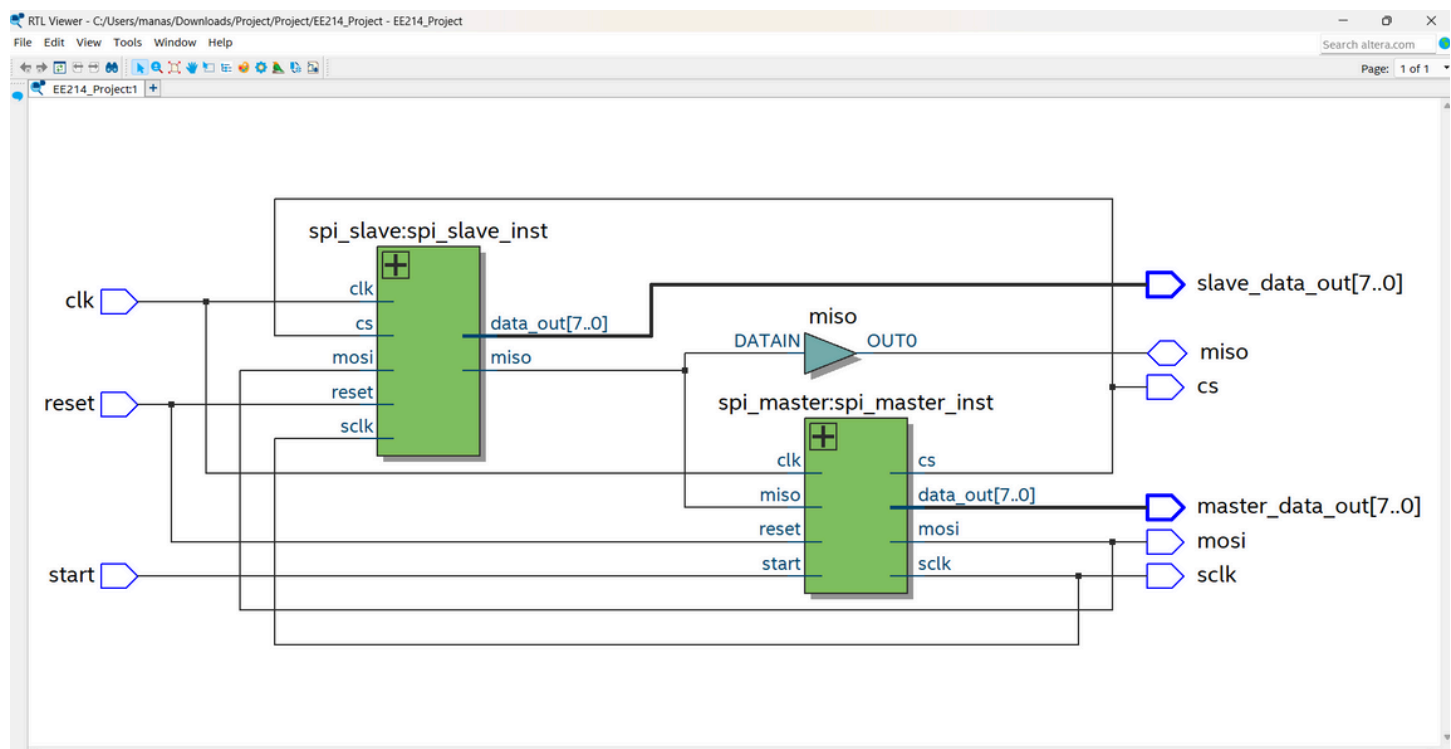 RTL Viewer - C:/Users/manas/Downloads/Project/Project/EE214_Project - EE214_Project
File Edit View Tools Window Help
Search altera.com
Page: 1 of 1
EE214_Project:1
spi_slave:spi_slave_inst
clk
clk
cs
mosi
reset
reset
sclk
data_out[7..0]
miso
slave_data_out[7..0]
miso
DATAIN
OUT0
miso
cs
spi_master:spi_master_inst
clk
miso
reset
start
start
cs
data_out[7..0]
mosi
sclk
master_data_out[7..0]
mosi
sclk